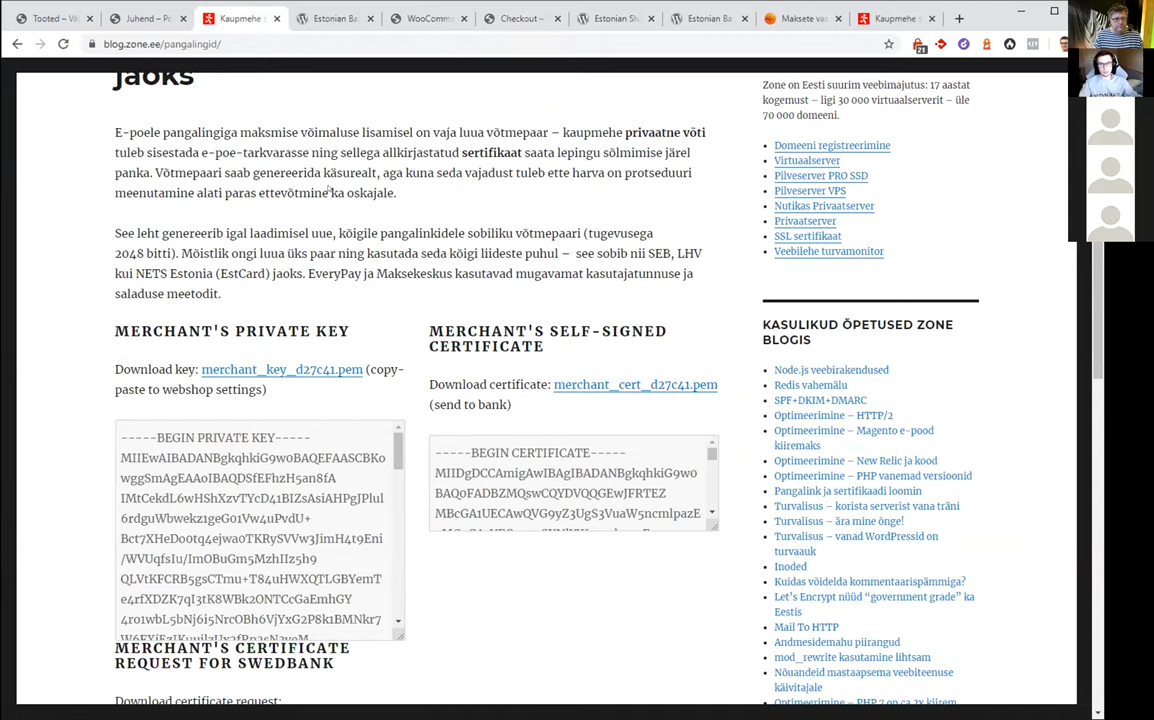 Tooted – Vä
Juhend – Po
Kaupmehe s
Estonian Ba
WooComme
Checkout –
Estonian Sh
Estonian Ba
Maksete vas
Kaupmehe s
blog.zone.ee/pangalingid/
21
jaoks
E-poele pangalingiga maksmise võimaluse lisamisel on vaja luua võtmepaar – kaupmehe privaatne võti
tuleb sisestada e-poe-tarkvarasse ning sellega allkirjastatud sertifikaat saata lepingu sõlmimise järel
panka. Võtmepaari saab genereerida käsurealt, aga kuna seda vajadust tuleb ette harva on protseduuri
meenutamine alati paras ettevõtmine ka oskajale.
See leht genereerib igal laadimisel uue, kõigile pangalinkidele sobiliku võtmepaari (tugevusega
2048 bitti). Mõistlik ongi luua üks paar ning kasutada seda kõigi liideste puhul – see sobib nii SEB, LHV
kui NETS Estonia (EstCard) jaoks. EveryPay ja Maksekeskus kasutavad mugavamat kasutajatunnuse ja
saladuse meetodit.
MERCHANT'S PRIVATE KEY
Download key: merchant_key_d27c41.pem (copy-
paste to webshop settings)
-----BEGIN PRIVATE KEY-----
MIIEwAIBADANBgkqhkiG9w0BAQEFAASCBKo
wggSmAgEAAoIBAQDSfEFhzH5an8fA
IMtCekdL6wHShXzvTYcD41BIZsAsiAHPgJPlul
6rdguWbwekz1geG01Vw4uPvdU+
Bct7XHeDo0tq4ejwa0TKRySVVw3JimH4t9Eni
/WVUqfsIu/ImOBuGm5MzhIIz5h9
QLVtKFCRB5gsCTmu+T84uHWXQTLGBYemT
e4rfXDZK7qI3tK8WBk2ONTCcGaEmhGY
4ro1wbL5bNj6i5NrcOBh6VjYxG2P8k1BMNkr7
MERCHANT'S SELF-SIGNED
CERTIFICATE
Download certificate: merchant_cert_d27c41.pem
(send to bank)
-----BEGIN CERTIFICATE-----
MIIDgDCCAmigAwIBAgIBADANBgkqhkiG9w0
BAQ0FADBZMQswCQYDVQQGEwJFRTEZ
MBcGA1UECAwQVG9yZ3UgS3VuaW5ncmlpazE
MERCHANT'S CERTIFICATE
REQUEST FOR SWEDBANK
Download certificate request:
Zone on Eesti suurim veebimajutus: 17 aastat
kogemust – ligi 30 000 virtuaalserverit – üle
70 000 domeeni.
Domeeni registreerimine
Virtuaalserver
Pilveserver PRO SSD
Pilveserver VPS
Nutikas Privaatserver
Privaatserver
SSL sertifikaat
Veebilehe turvamonitor
KASULIKUD ÕPETUSED ZONE
BLOGIS
Node.js veebirakendused
Redis vahemälu
SPF+DKIM+DMARC
Optimeerimine – HTTP/2
Optimeerimine – Magento e-pood
kiiremaks
Optimeerimine – New Relic ja kood
Optimeerimine – PHP vanemad versioonid
Pangalink ja sertifikaadi loomin
Turvalisus – korista serverist vana träni
Turvalisus – ära mine õnge!
Turvalisus – vanad WordPressid on
turvaauk
Inoded
Kuidas võidelda kommentaarispämmiga?
Let's Encrypt nüüd “government grade” ka
Eestis
Mail To HTTP
Andmesidemahu piirangud
mod_rewrite kasutamine lihtsam
Nõuandeid mastaapsema veebiteenuse
käivitajale
Optimeerimine – PHP 7 on ca 2x kiirem